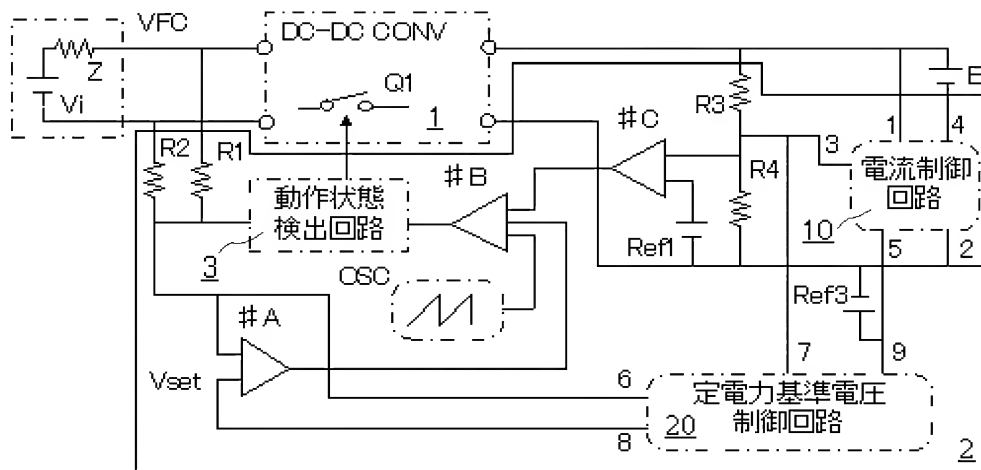 VFC
DC-DC CONV
Z
Vi
Q1
1
E
R3
#C
1
4
3
R2
R1
R4
電流制御
回路
10
#B
動作状態
検出回路
3
Ref1
5
2
OSC
Ref3
#A
7
9
Vset
6
定電力基準電圧
制御回路
20
8
2